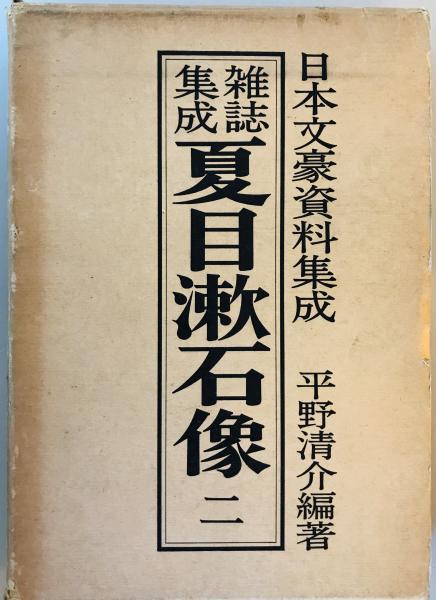 日本文豪資料集成　平野清介編著
雑誌集成
夏目漱石像　二